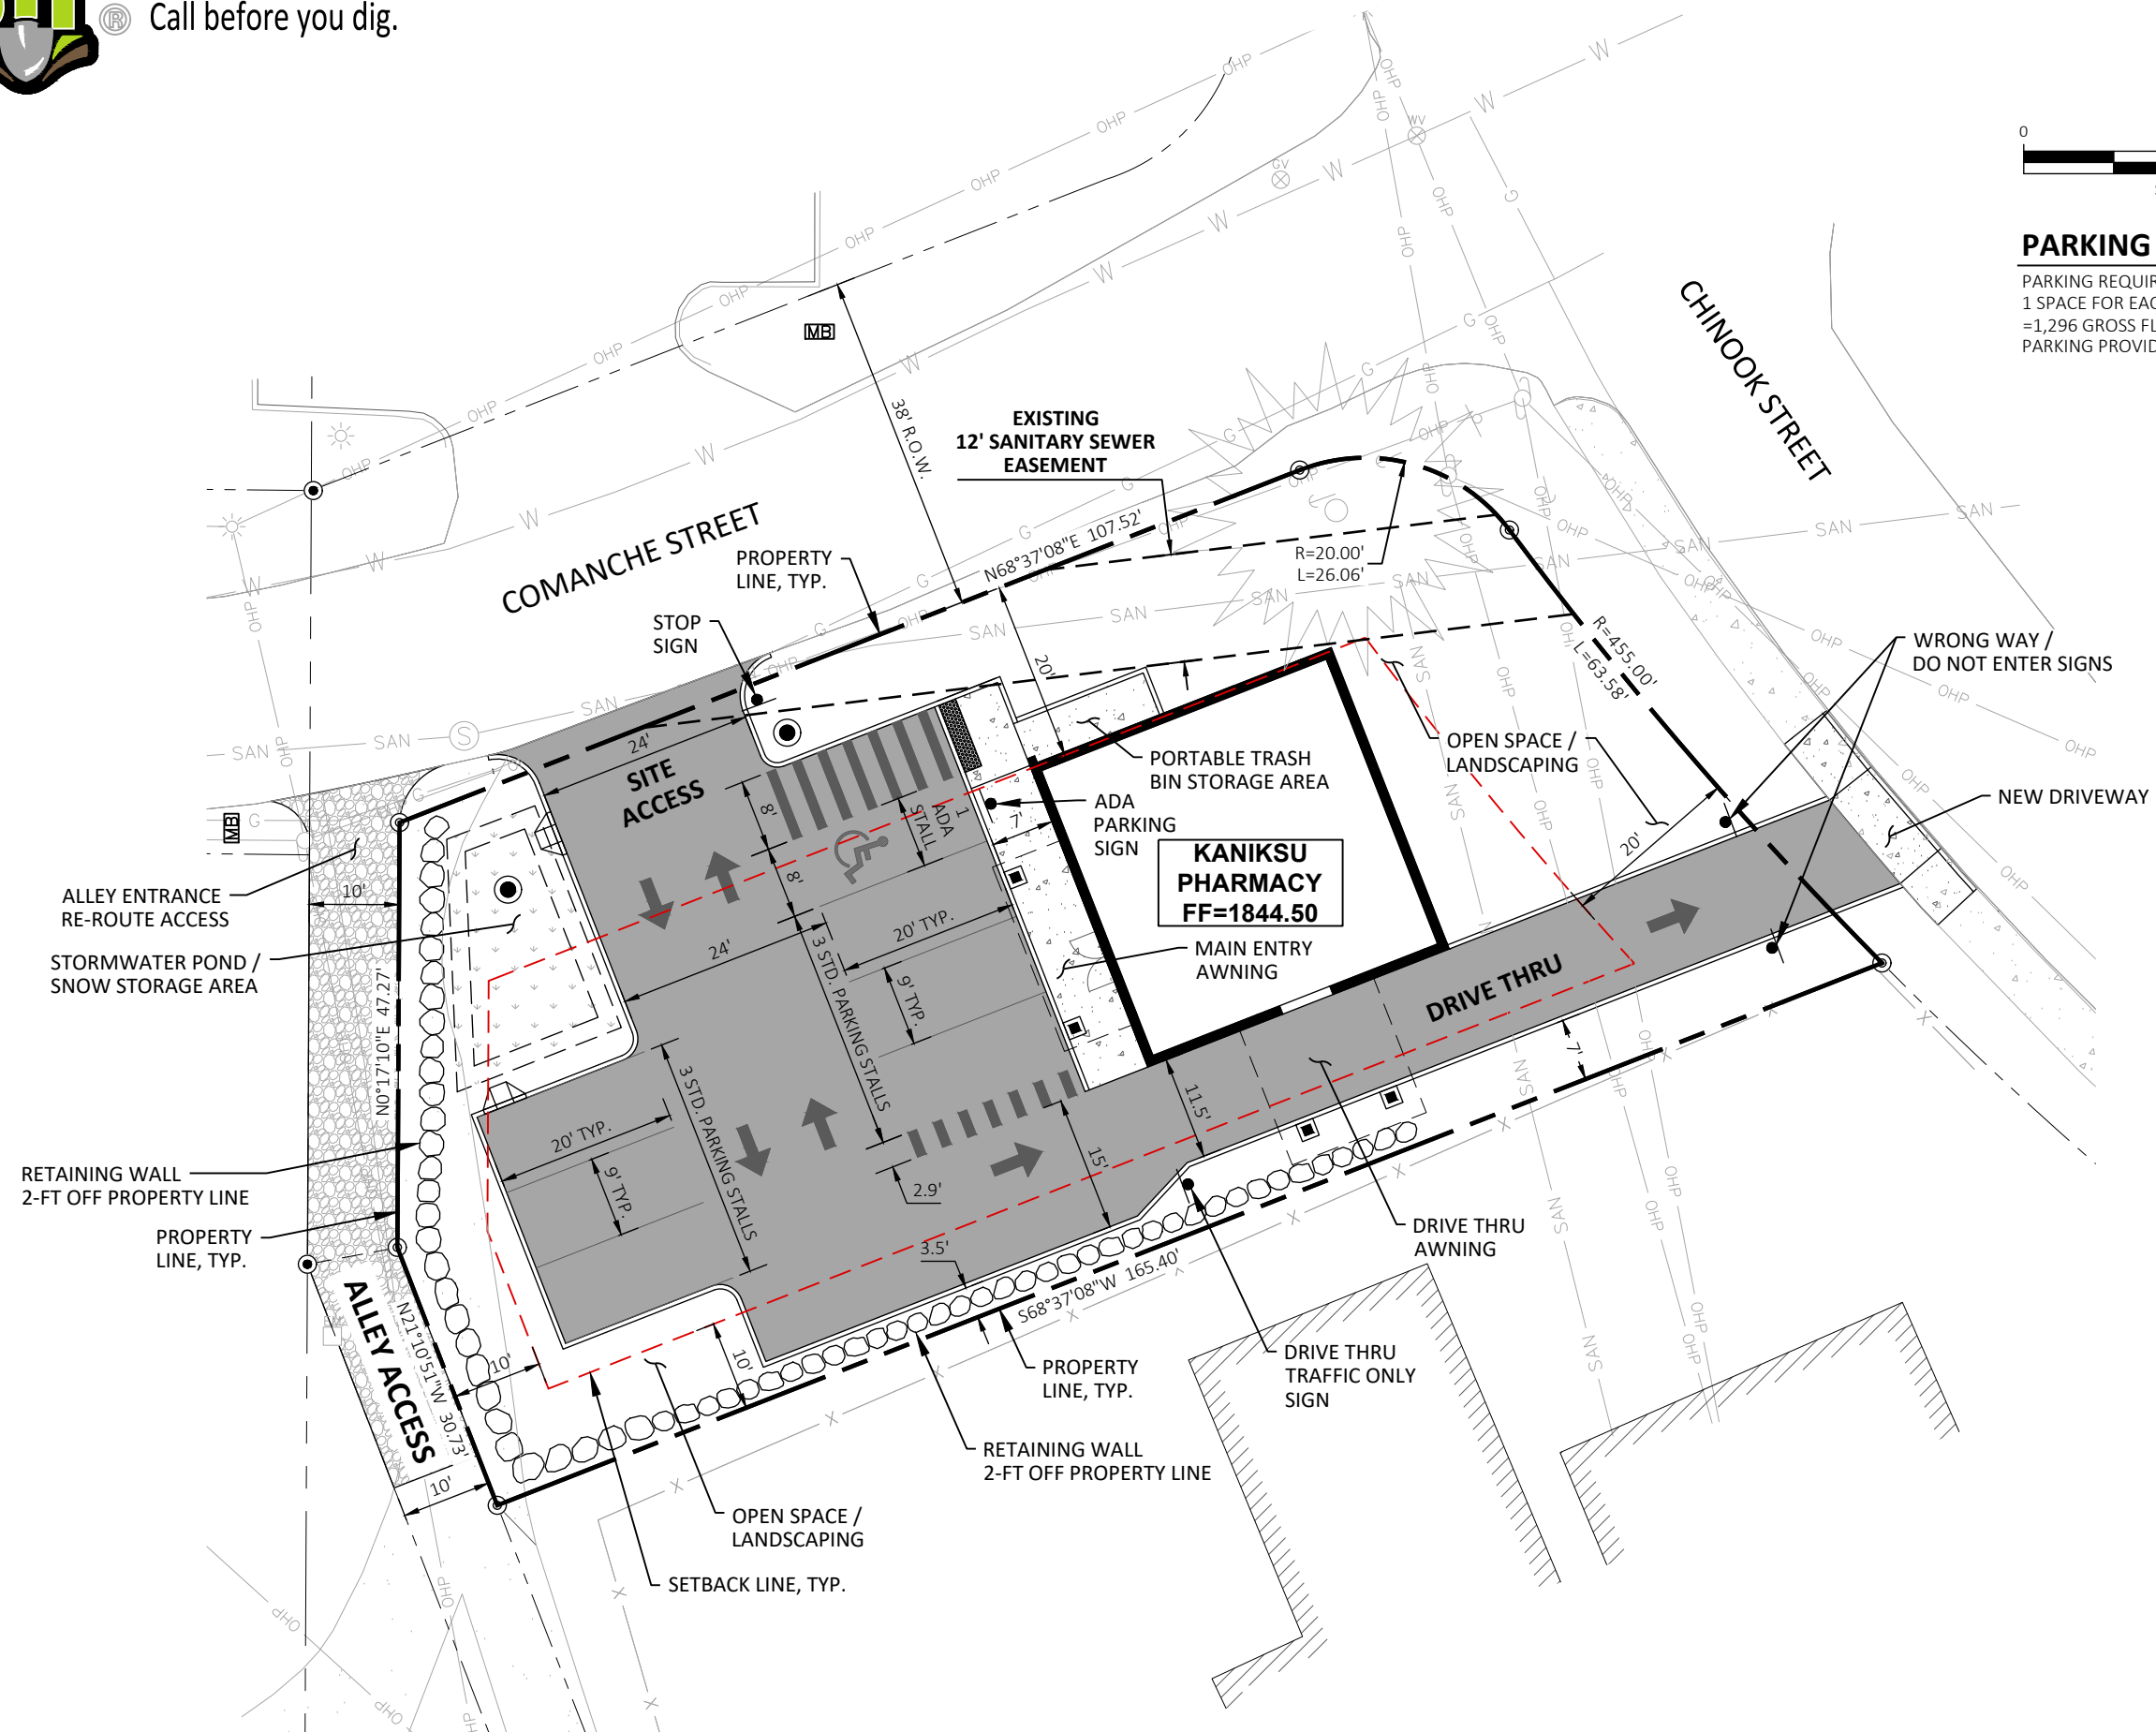 ® Call before you dig.
0
PARKING
PARKING REQUIR
1 SPACE FOR EAC
=1,296 GROSS FL
PARKING PROVID
CHINOOK STREET
COMANCHE STREET
38' R.O.W.
EXISTING
12' SANITARY SEWER
EASEMENT
N68°37'08"E 107.52'
R=20.00'
L=26.06'
PROPERTY
LINE, TYP.
STOP
SIGN
R=455.00'
L=63.58'
WRONG WAY /
DO NOT ENTER SIGNS
OPEN SPACE /
LANDSCAPING
NEW DRIVEWAY
20'
20'
24'
SITE
ACCESS
8'
8'
1
ADA
STALL
7'
PORTABLE TRASH
BIN STORAGE AREA
ADA
PARKING
SIGN
KANIKSU
PHARMACY
FF=1844.50
MAIN ENTRY
AWNING
DRIVE THRU
ALLEY ENTRANCE
RE-ROUTE ACCESS
10'
STORMWATER POND /
SNOW STORAGE AREA
24'
20' TYP.
9' TYP.
3 STD. PARKING STALLS
N0°17'10"E 47.27'
3 STD. PARKING STALLS
20' TYP.
9' TYP.
2.9'
15'
11.5'
7'
RETAINING WALL
2-FT OFF PROPERTY LINE
PROPERTY
LINE, TYP.
3.5'
DRIVE THRU
AWNING
S68°37'08"W 165.40'
ALLEY ACCESS
N21°10'51"W 30.73'
10'
10'
10'
PROPERTY
LINE, TYP.
DRIVE THRU
TRAFFIC ONLY
SIGN
RETAINING WALL
2-FT OFF PROPERTY LINE
OPEN SPACE /
LANDSCAPING
SETBACK LINE, TYP.
MB
MB
WV
GV
S
OHP
W
G
SAN
X